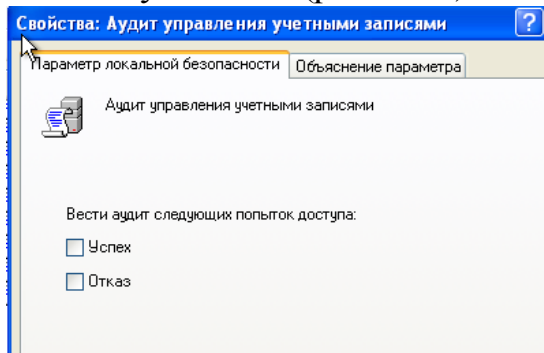 Свойства: Аудит управления учетными записями
Параметр локальной безопасности Объяснение параметра
Аудит управления учетными записями
Вести аудит следующих попыток доступа:
Успех
Отказ